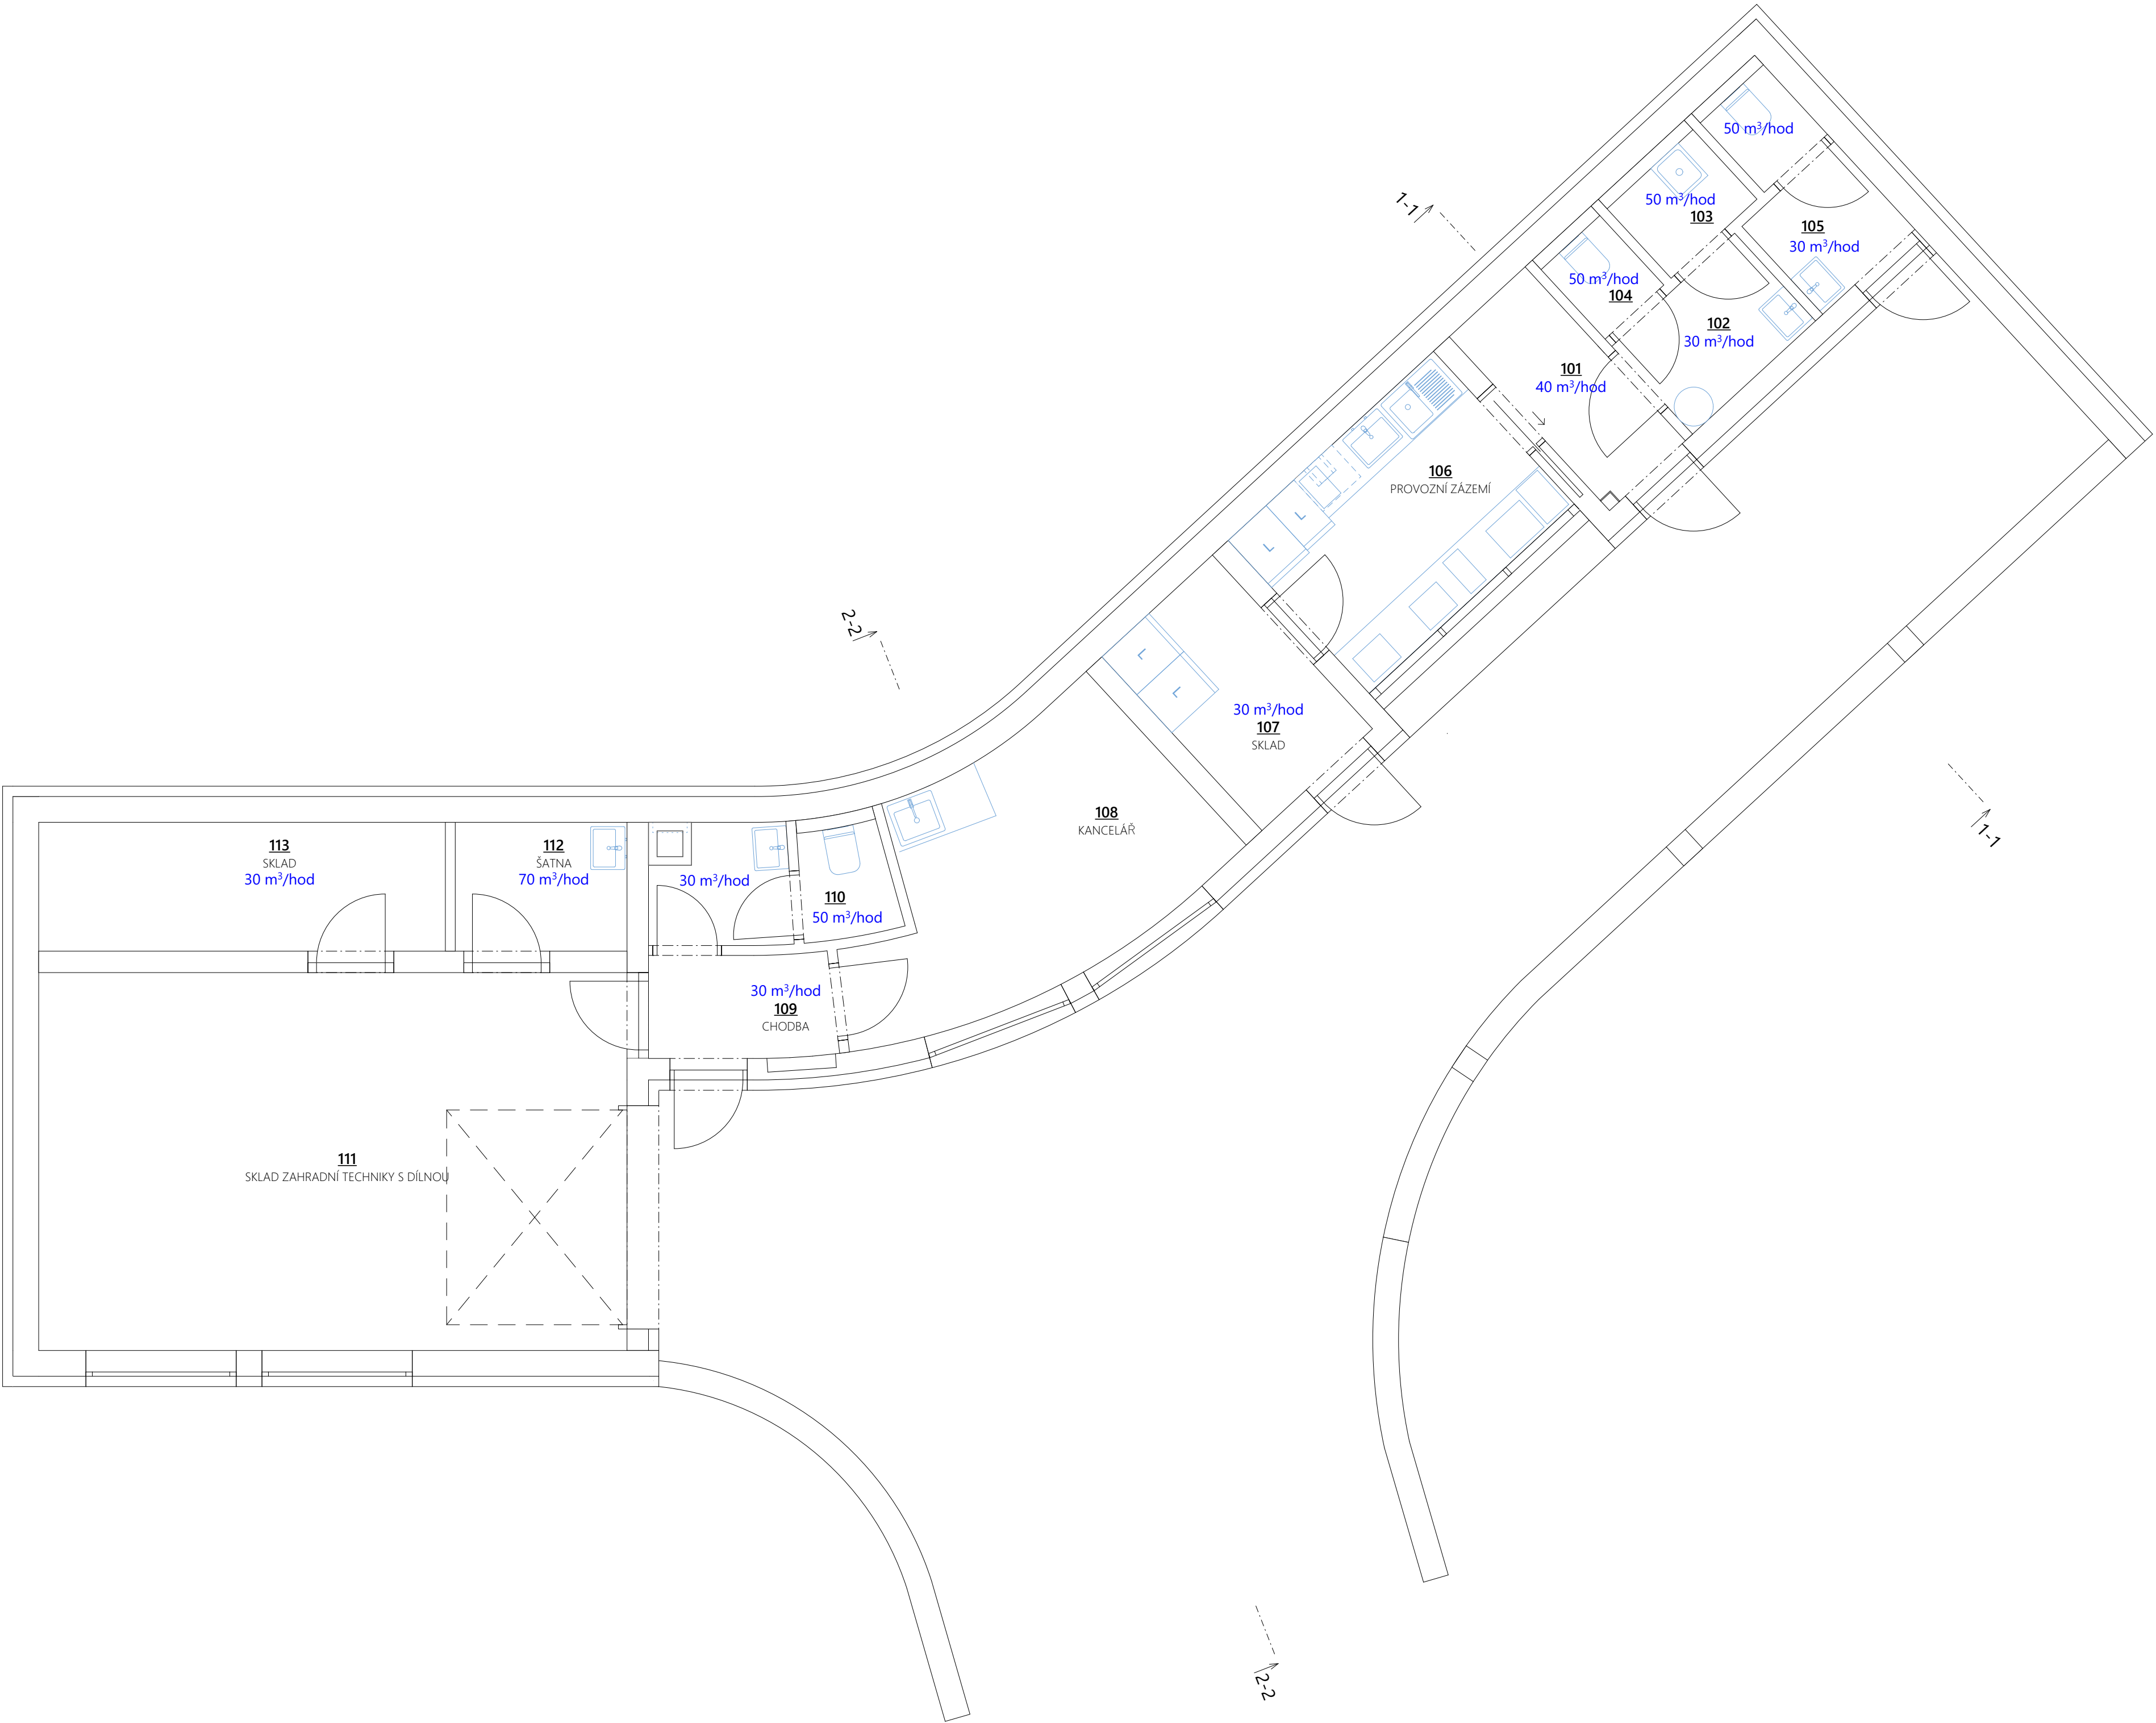 50 m³/hod
1-1
50 m³/hod
103
105
30 m³/hod
50 m³/hod
104
102
30 m³/hod
101
40 m³/hod
106
PROVOZNÍ ZÁZEMÍ
L
L
2-2
L
L
30 m³/hod
107
SKLAD
108
KANCELÁŘ
1-1
113
SKLAD
30 m³/hod
112
ŠATNA
70 m³/hod
30 m³/hod
110
50 m³/hod
30 m³/hod
109
CHODBA
111
SKLAD ZAHRADNÍ TECHNIKY S DÍLNOU
2-2